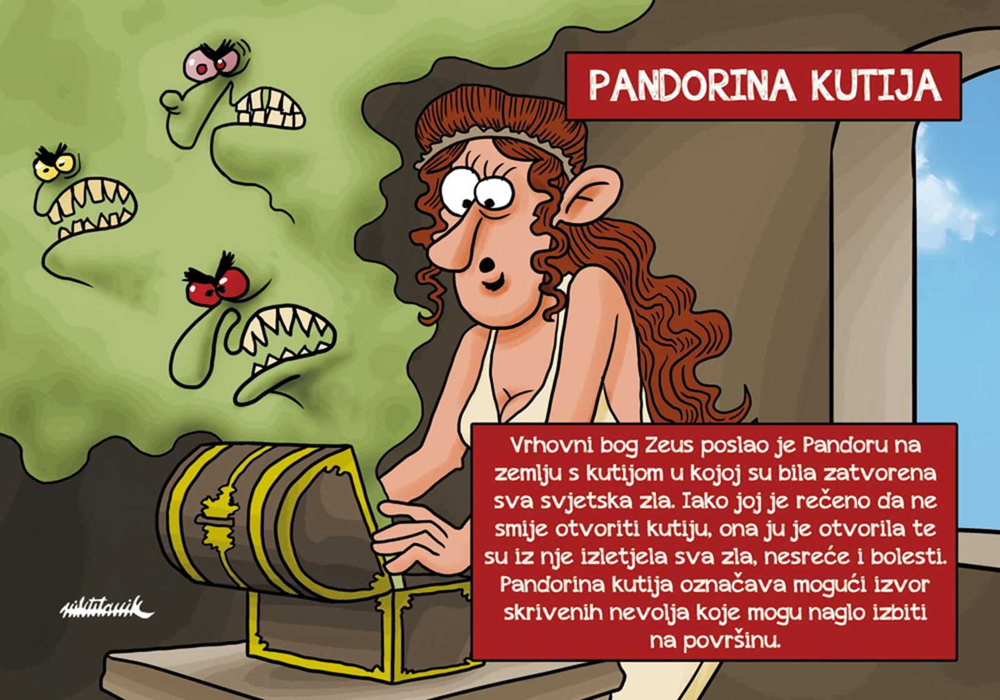 PANDORINA KUTIJA
Vrhovni bog Zeus poslao je Pandoru na
zemlju s kutijom u kojoj su bila zatvorena
sva svjetska zla. Iako joj je rečeno da ne
smije otvoriti kutiju, ona ju je otvorila te
su iz nje izletjela sva zla, nesreće i bolesti.
Pandorina kutija označava mogući izvor
skrivenih nevolja koje mogu naglo izbiti
na površinu.